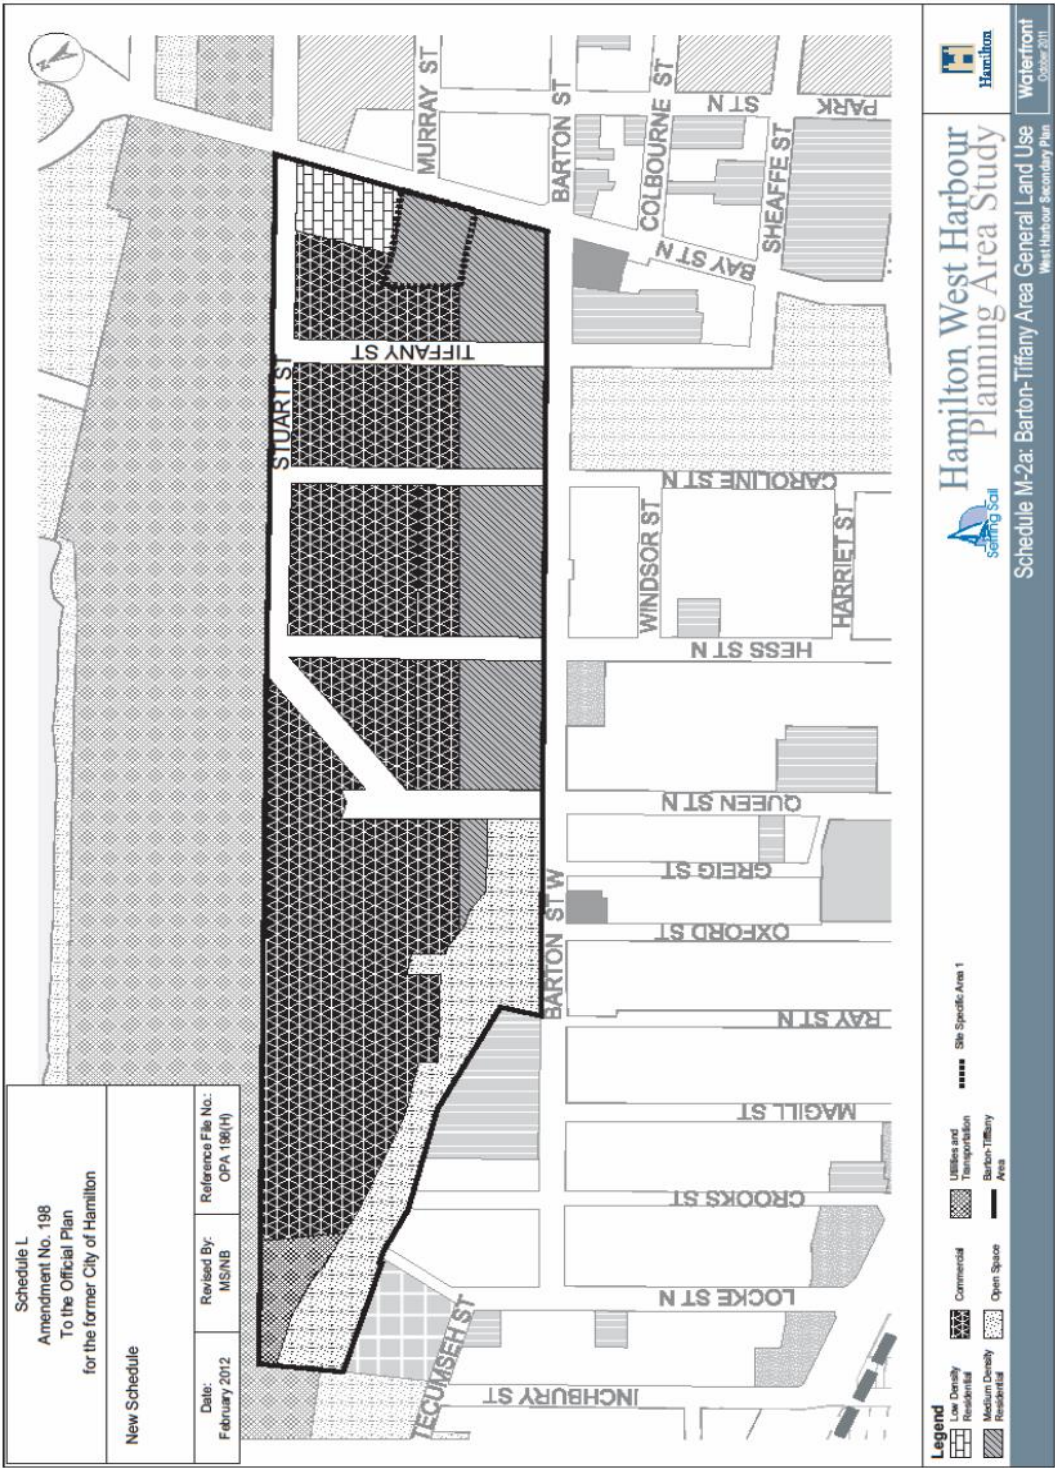 Schedule L
Amendment No. 198
To the Official Plan
for the former City of Hamilton
New Schedule
Date:
February 2012
Revised By:
MS/NB
Reference File No.:
OPA 198(H)
N
STUART ST
TIFFANY ST
MURRAY ST
BARTON ST
COLBOURNE ST
ST N
PARK
SHEAFFE ST
BAY ST N
CAROLINE ST N
WINDSOR ST
HARRIET ST
HESS ST N
QUEEN ST N
GREIG ST
BARTON ST W
OXFORD ST
RAY ST N
MAGILL ST
CROOKS ST
LOCKE ST N
TECUMSEH ST
INCHBURY ST
Legend
Low Density
Residential
Medium Density
Residential
Commercial
Open Space
Utilities and
Transportation
Barton-Tiffany
Area
Site Specific Area 1
Setting Sail
Hamilton West Harbour
Planning Area Study
Hamilton
Schedule M-2a: Barton-Tiffany Area General Land Use
West Harbour Secondary Plan
Waterfront
October 2011